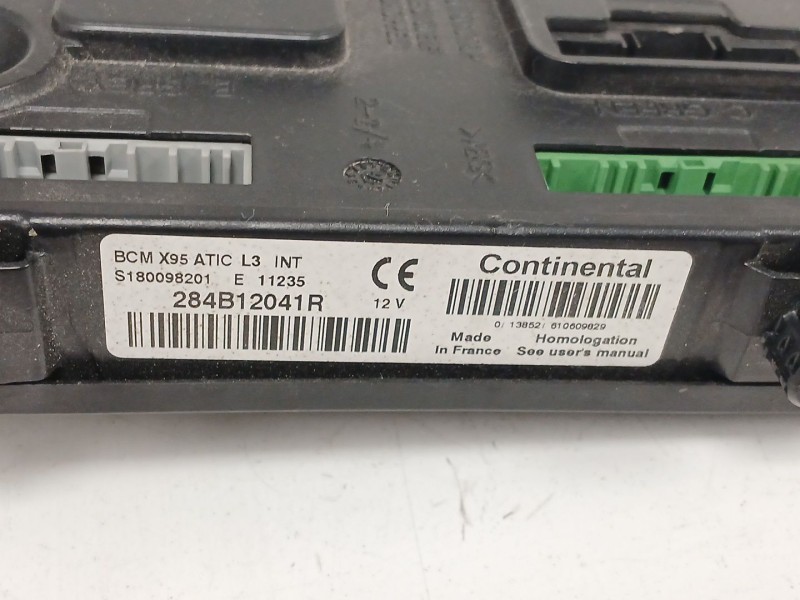 BCM X95 ATIC L3 INT
S180098201 E 11235
284B12041R
12 V
CE
Continental
0/ 13852/ 610609829
Made
In France
Homologation
See user's manual